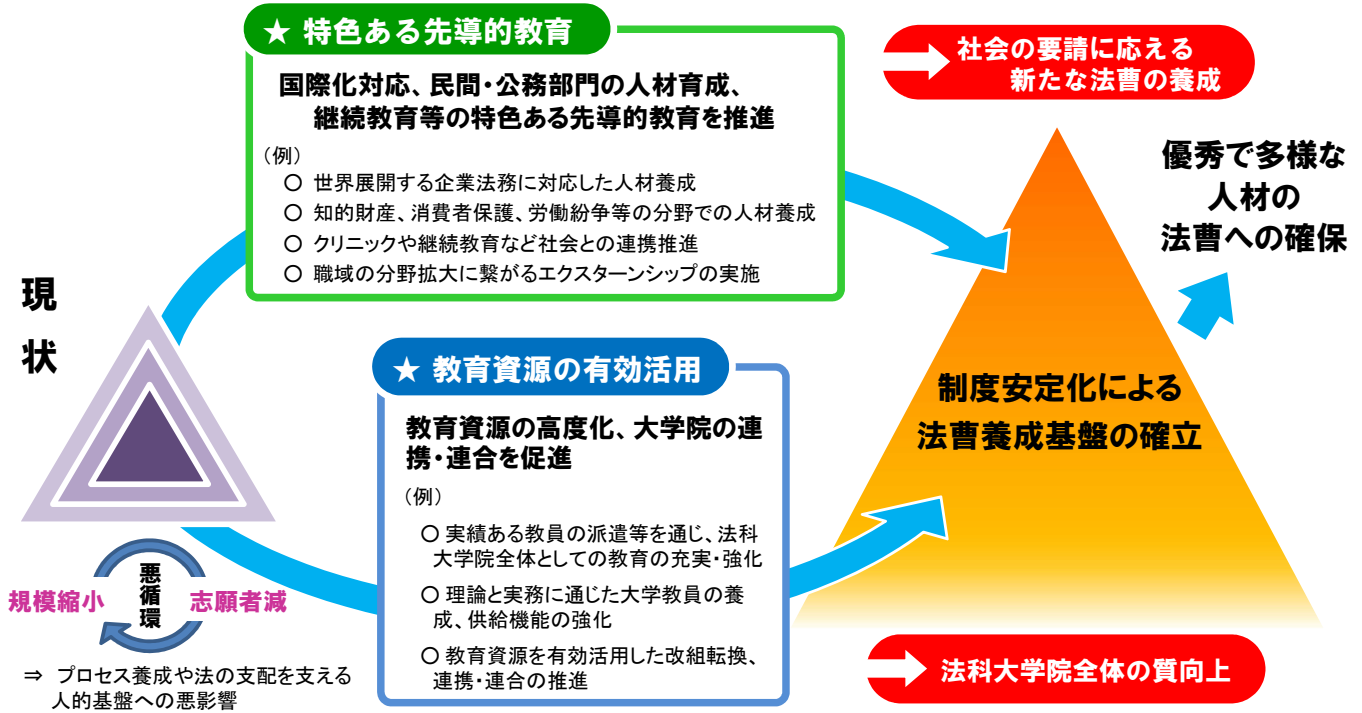 ★ 特色ある先導的教育
国際化対応、民間・公務部門の人材育成、
継続教育等の特色ある先導的教育を推進
（例）
○ 世界展開する企業法務に対応した人材養成
○ 知的財産、消費者保護、労働紛争等の分野での人材養成
○ クリニックや継続教育など社会との連携推進
○ 職域の分野拡大に繋がるエクスターンシップの実施
社会の要請に応える
新たな法曹の養成
優秀で多様な
人材の
法曹への確保
現
状
★ 教育資源の有効活用
教育資源の高度化、大学院の連
携・連合を促進
（例）
○ 実績ある教員の派遣等を通じ、法科
大学院全体としての教育の充実・強化
○ 理論と実務に通じた大学教員の養
成、供給機能の強化
○ 教育資源を有効活用した改組転換、
連携・連合の推進
制度安定化による
法曹養成基盤の確立
規模縮小
悪循環
志願者減
⇒ プロセス養成や法の支配を支える
人的基盤への悪影響
法科大学院全体の質向上